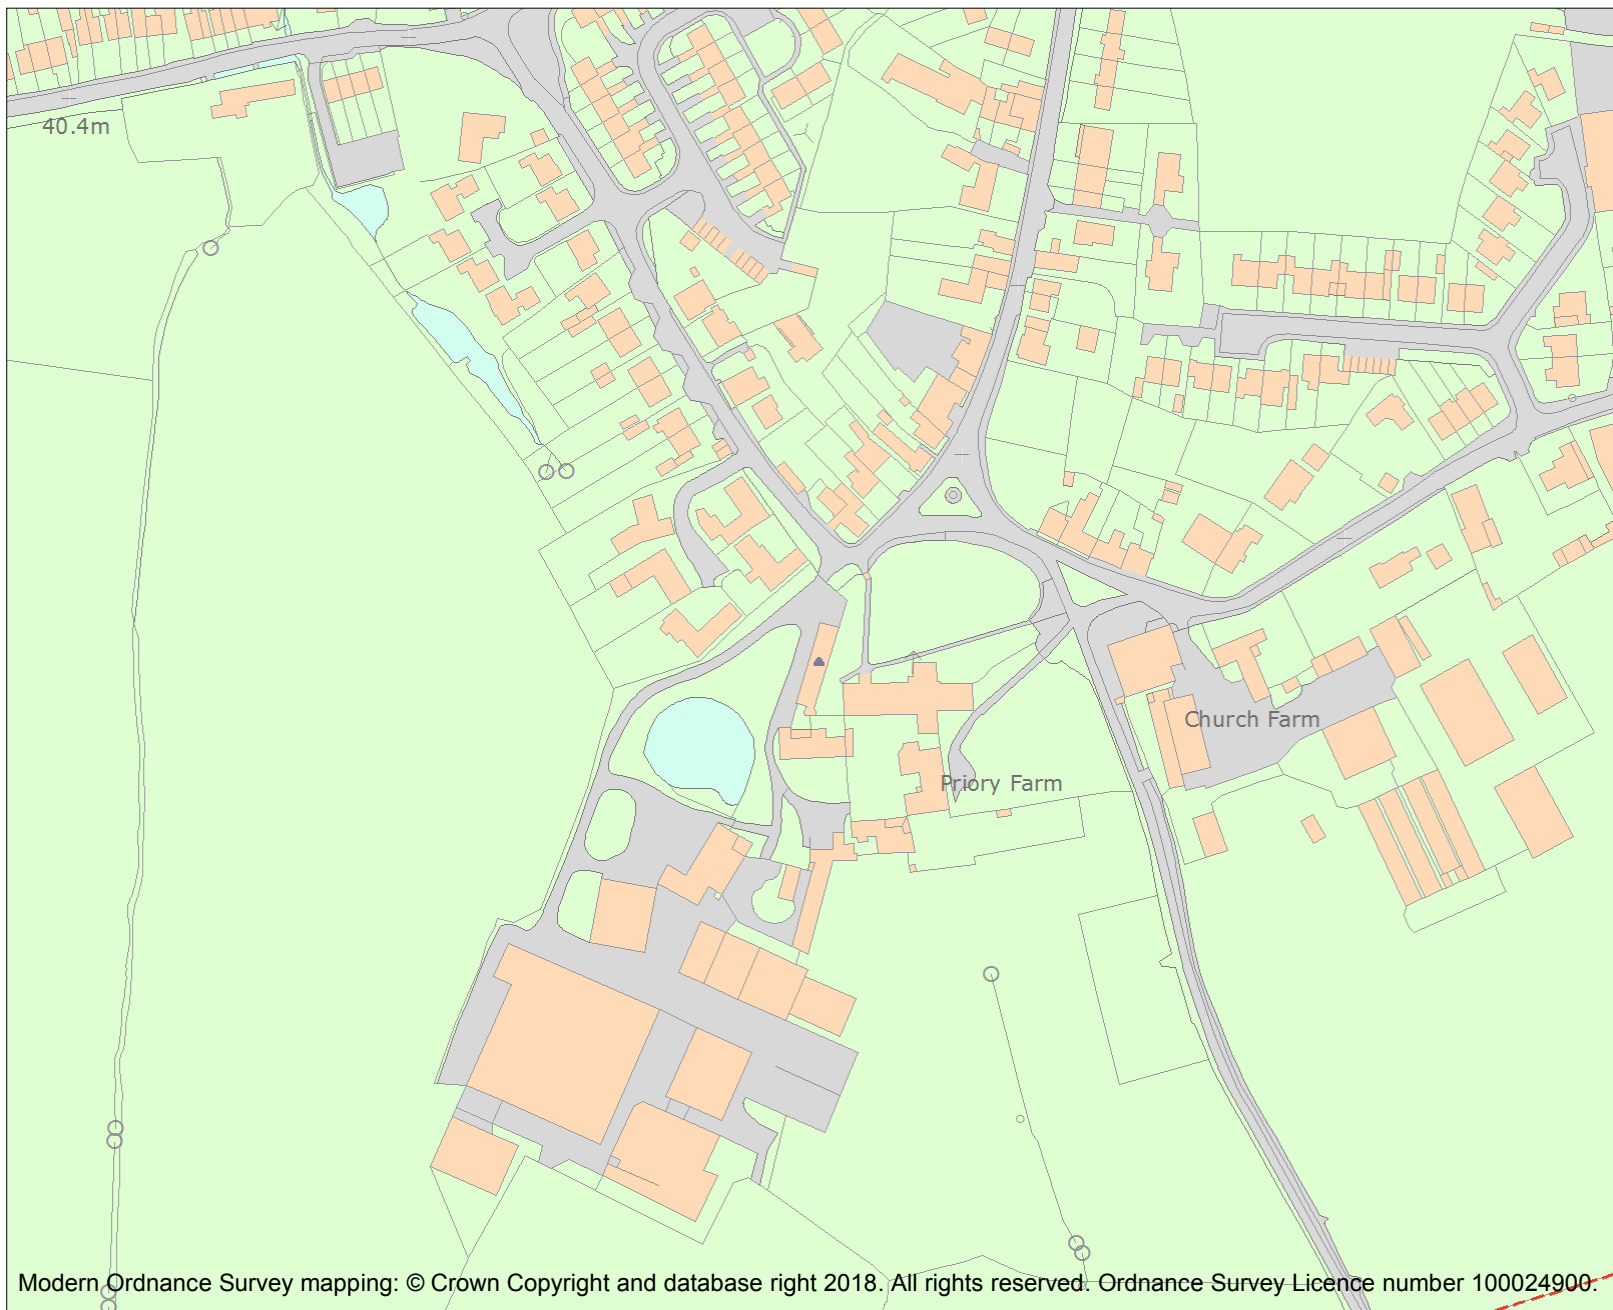 40.4m
Church Farm
Priory Farm
Modern Ordnance Survey mapping: © Crown Copyright and database right 2018. All rights reserved. Ordnance Survey Licence number 100024900.